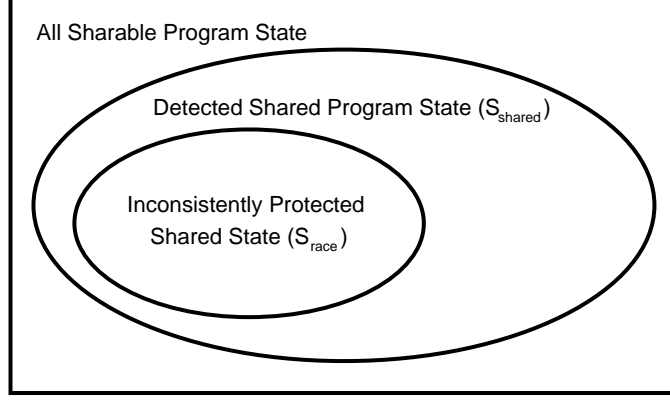 All Sharable Program State
Detected Shared Program State (S_shared)
Inconsistently Protected
Shared State (S_race)